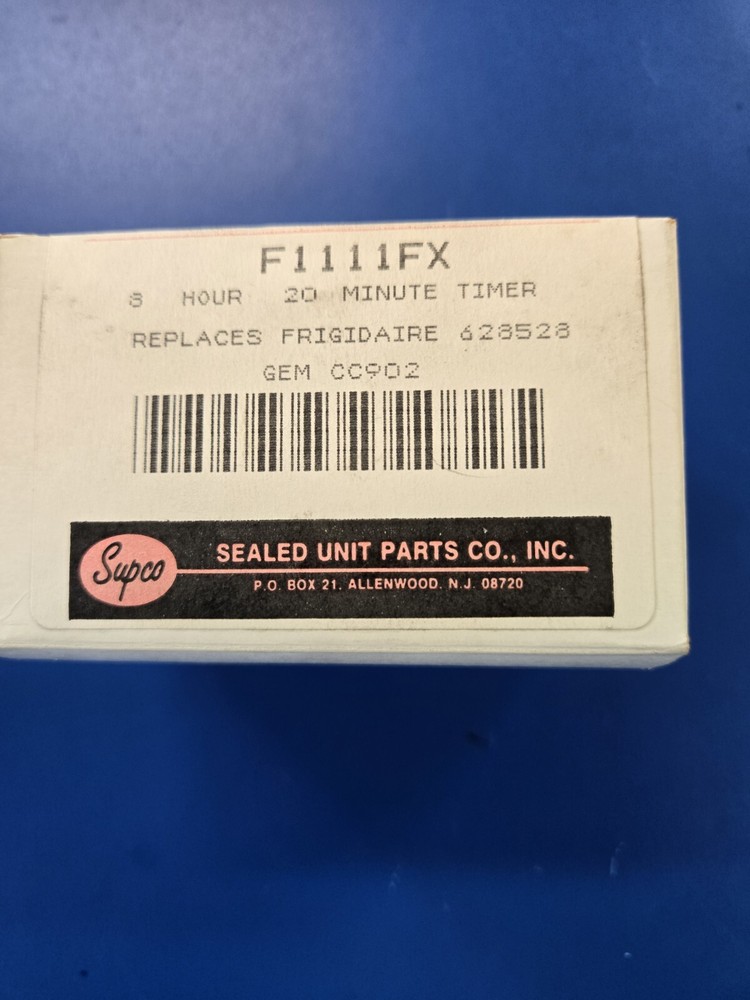 F1111FX
8 HOUR 20 MINUTE TIMER
REPLACES FRIGIDAIRE 628528
GEM CC902
Supco
SEALED UNIT PARTS CO., INC.
P.O. BOX 21, ALLENWOOD, N.J. 08720